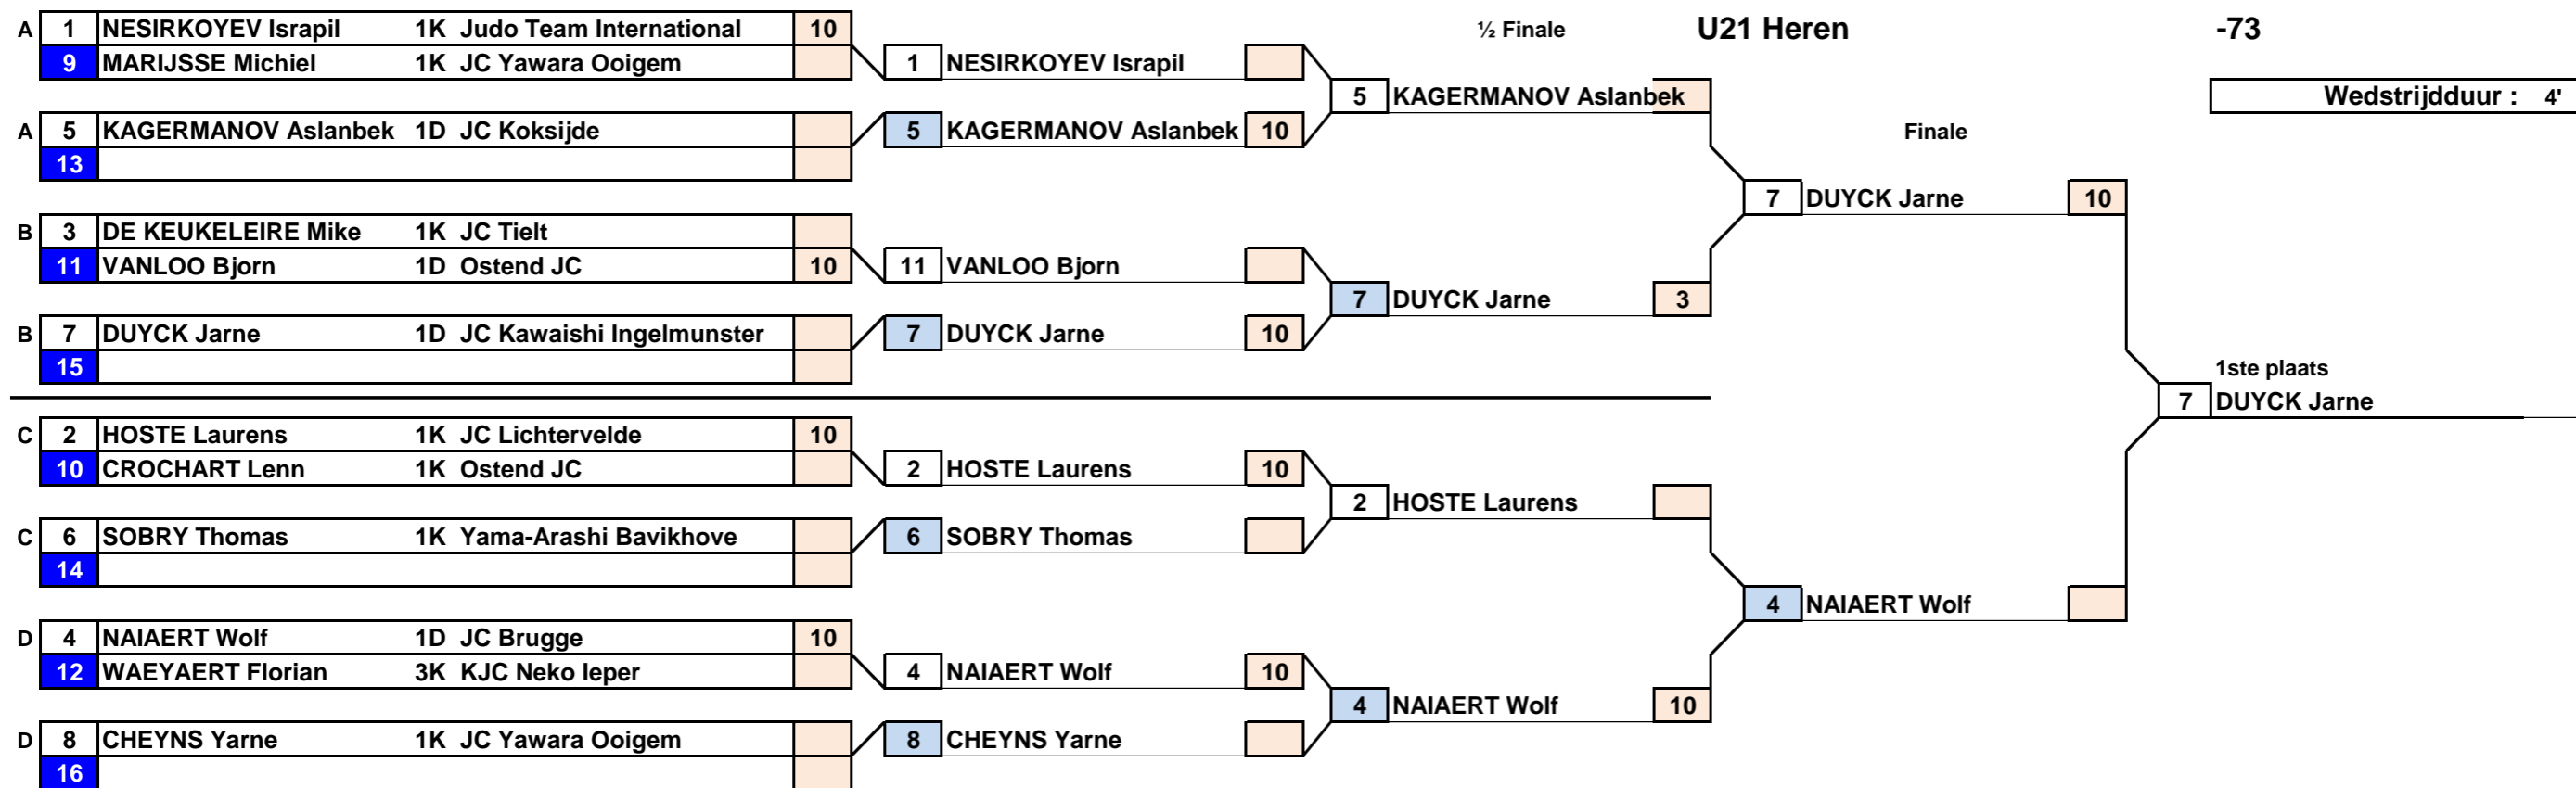 A 1 NESIRKOYEV Israpil 1K Judo Team International 10 ½ Finale U21 Heren -73
9 MARIJSSE Michiel 1K JC Yawara Ooigem 1 NESIRKOYEV Israpil
5 KAGERMANOV Aslanbek Wedstrijdduur : 4'
A 5 KAGERMANOV Aslanbek 1D JC Koksijde 5 KAGERMANOV Aslanbek 10 Finale
13
7 DUYCK Jarne 10
B 3 DE KEUKELEIRE Mike 1K JC Tielt
11 VANLOO Bjorn 1D Ostend JC 10 11 VANLOO Bjorn
7 DUYCK Jarne 3
B 7 DUYCK Jarne 1D JC Kawaishi Ingelmunster 7 DUYCK Jarne 10
15 1ste plaats
7 DUYCK Jarne
C 2 HOSTE Laurens 1K JC Lichtervelde 10
10 CROCHART Lenn 1K Ostend JC 2 HOSTE Laurens 10
2 HOSTE Laurens
C 6 SOBRY Thomas 1K Yama-Arashi Bavikhove 6 SOBRY Thomas
14
4 NAIAERT Wolf
D 4 NAIAERT Wolf 1D JC Brugge 10
12 WAEYAERT Florian 3K KJC Neko Ieper 4 NAIAERT Wolf 10
4 NAIAERT Wolf 10
D 8 CHEYNS Yarne 1K JC Yawara Ooigem 8 CHEYNS Yarne
16